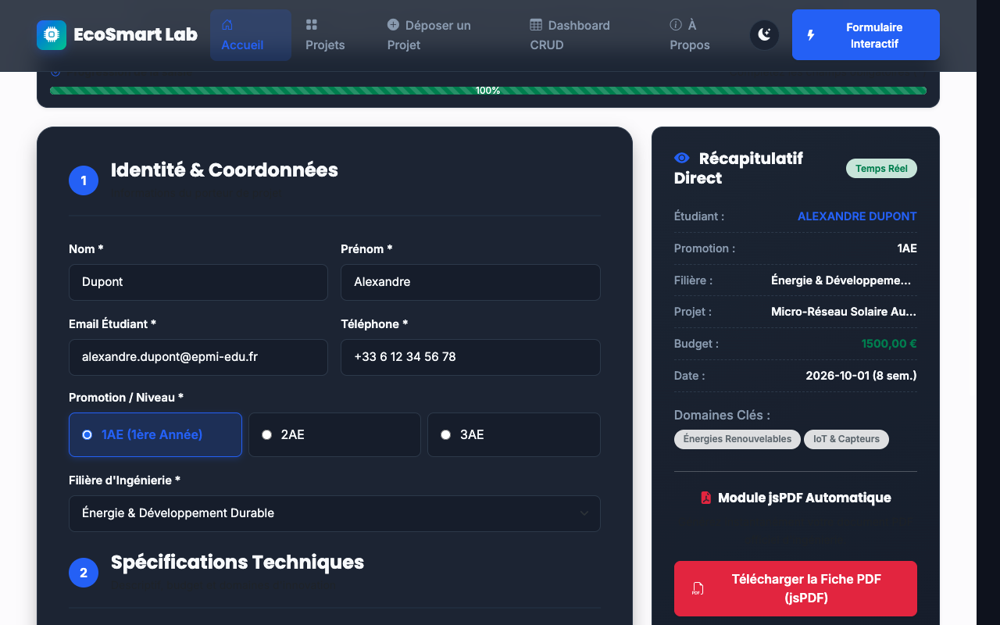 EcoSmart Lab
Accueil
Projets
Déposer un
Projet
Dashboard
CRUD
À
Propos
Formulaire
Interactif
100%
1
Identité & Coordonnées
Nom *
Prénom *
Dupont
Alexandre
Email Étudiant *
Téléphone *
alexandre.dupont@epmi-edu.fr
+33 6 12 34 56 78
Promotion / Niveau *
1AE (1ère Année)
2AE
3AE
Filière d'Ingénierie *
Énergie & Développement Durable
2
Spécifications Techniques
Récapitulatif
Direct
Temps Réel
Étudiant : ALEXANDRE DUPONT
Promotion : 1AE
Filière : Énergie & Développeme...
Projet : Micro-Réseau Solaire Au...
Budget : 1500,00 €
Date : 2026-10-01 (8 sem.)
Domaines Clés :
Énergies Renouvelables
IoT & Capteurs
Module jsPDF Automatique
PDF
Télécharger la Fiche PDF
(jsPDF)